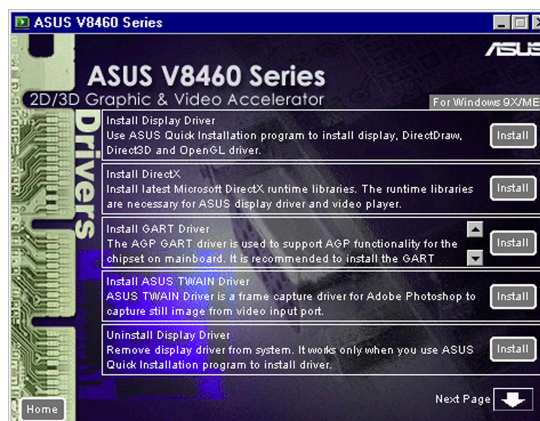 ASUS V8460 Series
ASUS
ASUS V8460 Series
2D/3D Graphic & Video Accelerator
For Windows 9X/ME
Drivers
Install Display Driver
Use ASUS Quick Installation program to install display, DirectDraw,
Direct3D and OpenGL driver.
Install
Install DirectX
Install latest Microsoft DirectX runtime libraries. The runtime libraries
are necessary for ASUS display driver and video player.
Install
Install GART Driver
The AGP GART driver is used to support AGP functionality for the
chipset on mainboard. It is recommended to install the GART
Install
Install ASUS TWAIN Driver
ASUS TWAIN Driver is a frame capture driver for Adobe Photoshop to
capture still image from video input port.
Install
Uninstall Display Driver
Remove display driver from system. It works only when you use ASUS
Quick Installation program to install driver.
Install
Next Page
Home